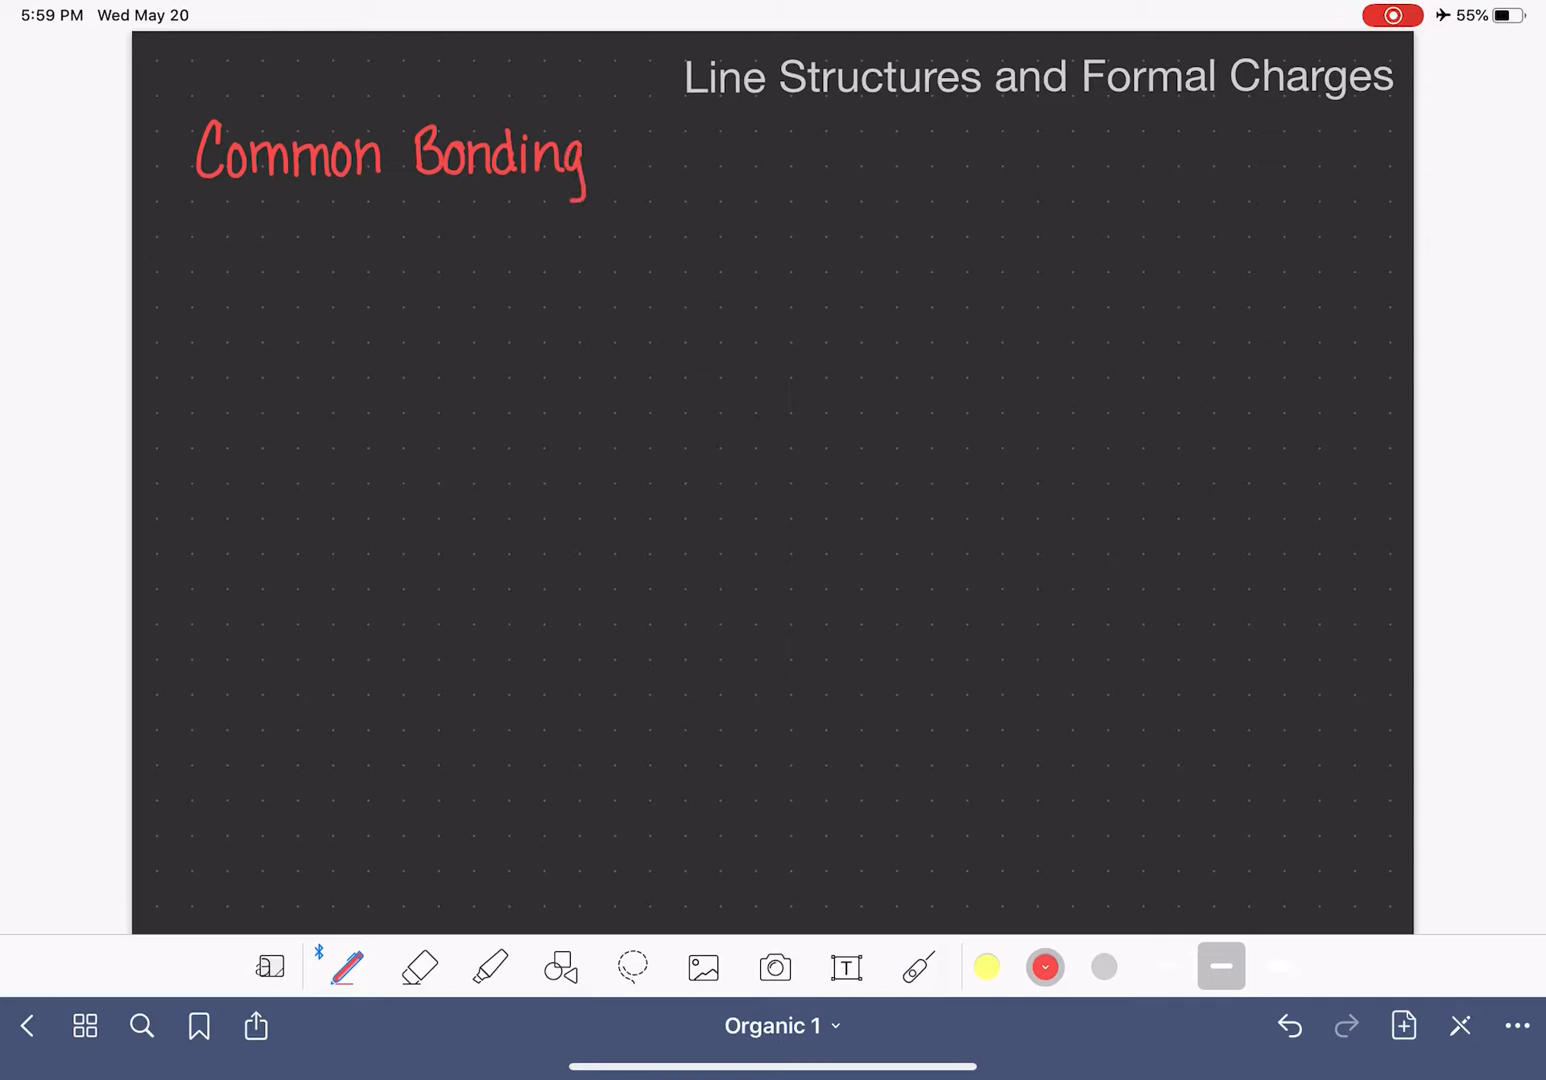 5:59 PM Wed May 20
55%
Line Structures and Formal Charges
Common Bonding
T
Organic 1